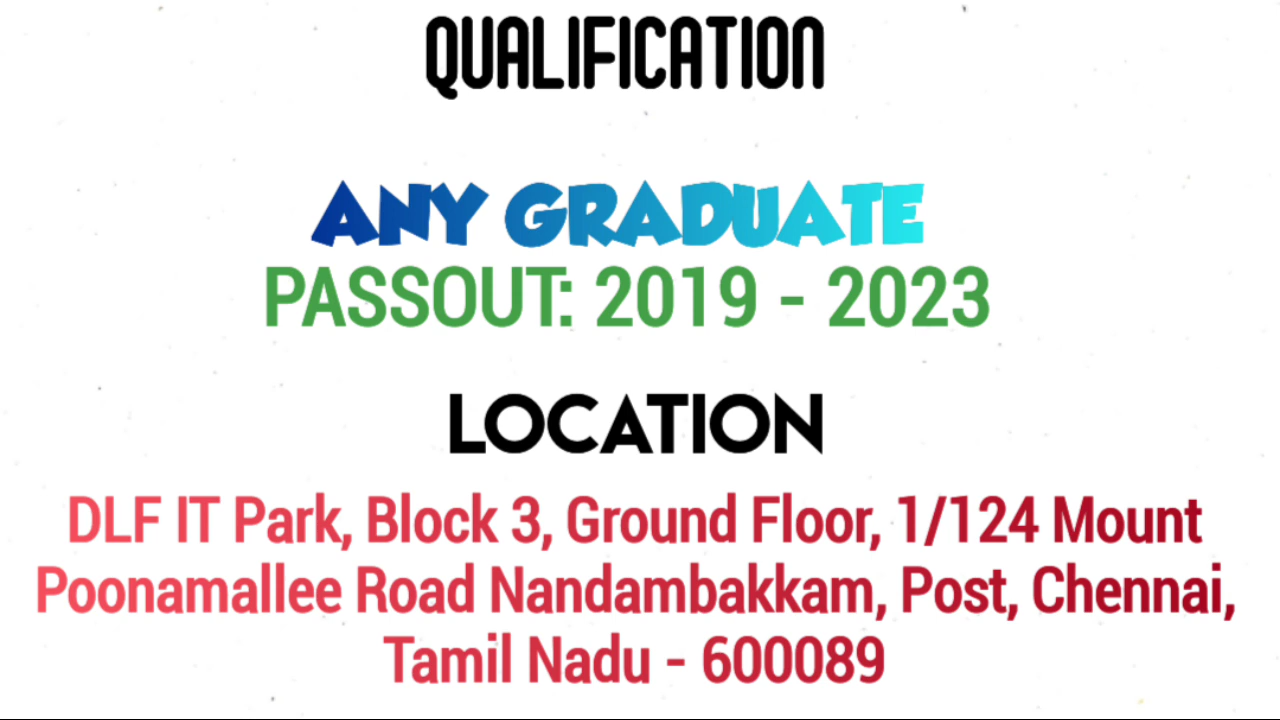 QUALIFICATION
ANY GRADUATE
PASSOUT: 2019 - 2023
LOCATION
DLF IT Park, Block 3, Ground Floor, 1/124 Mount
Poonamallee Road Nandambakkam, Post, Chennai,
Tamil Nadu - 600089